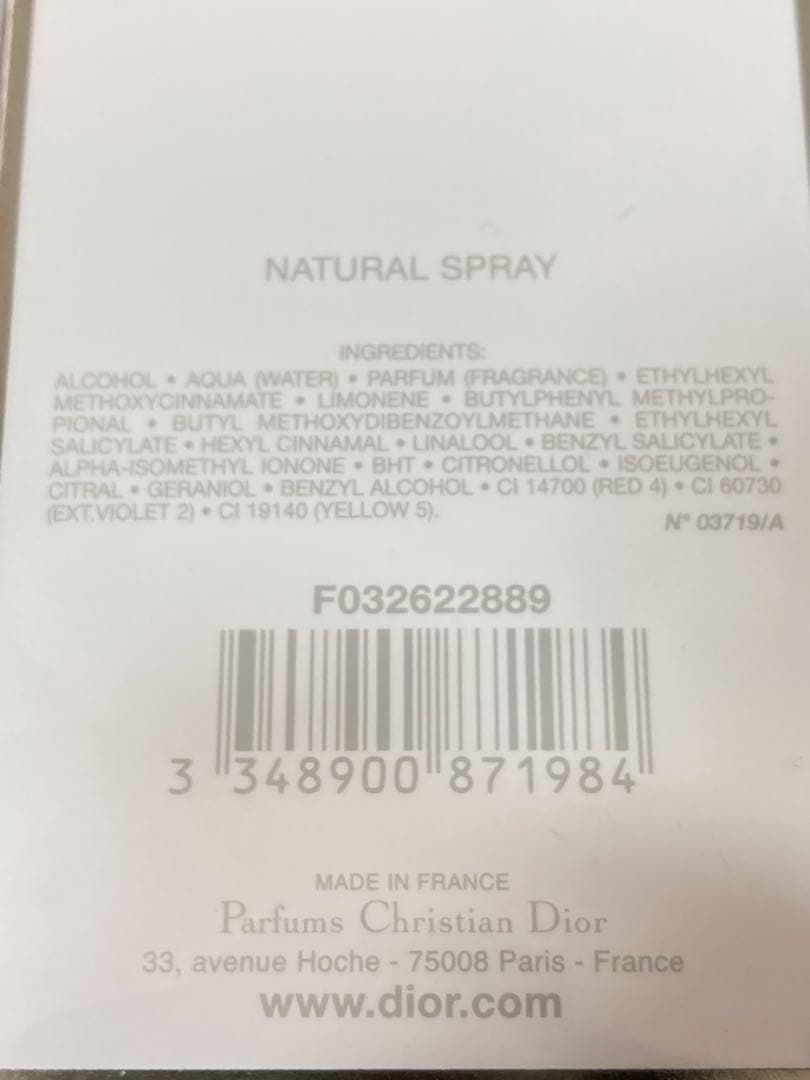 NATURAL SPRAY
INGREDIENTS:
ALCOHOL • AQUA (WATER) • PARFUM (FRAGRANCE) • ETHYLHEXYL
METHOXYCINNAMATE • LIMONENE • BUTYLPHENYL METHYLPRO-
PIONAL • BUTYL METHOXYDIBENZOYLMETHANE • ETHYLHEXYL
SALICYLATE • HEXYL CINNAMAL • LINALOOL • BENZYL SALICYLATE •
ALPHA-ISOMETHYL IONONE • BHT • CITRONELLOL • ISOEUGENOL •
CITRAL • GERANIOL • BENZYL ALCOHOL • CI 14700 (RED 4) • CI 60730
(EXT.VIOLET 2) • CI 19140 (YELLOW 5).
N° 03719/A
F032622889
3 348900 871984
MADE IN FRANCE
Parfums Christian Dior
33, avenue Hoche - 75008 Paris - France
www.dior.com